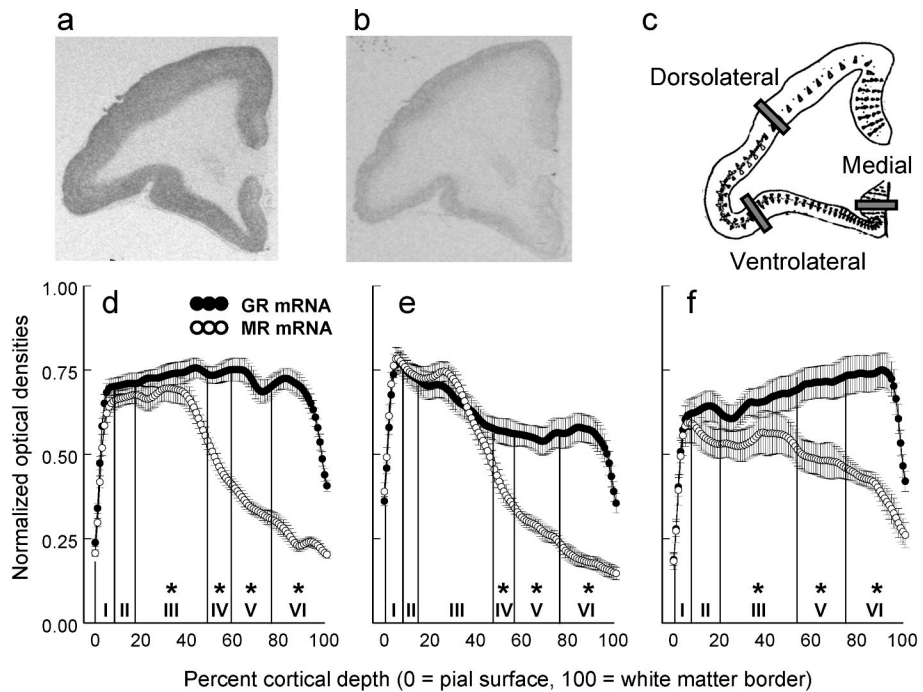 a
b
c
Dorsolateral
Medial
Ventrolateral
d
e
f
GR mRNA
MR mRNA
Normalized optical densities
1.00
0.75
0.50
0.25
0.00
* * * *
I II III IV V VI
* * *
I II III IV V VI
* * *
I II III V VI
0 20 40 60 80 100
0 20 40 60 80 100
0 20 40 60 80 100
Percent cortical depth (0 = pial surface, 100 = white matter border)